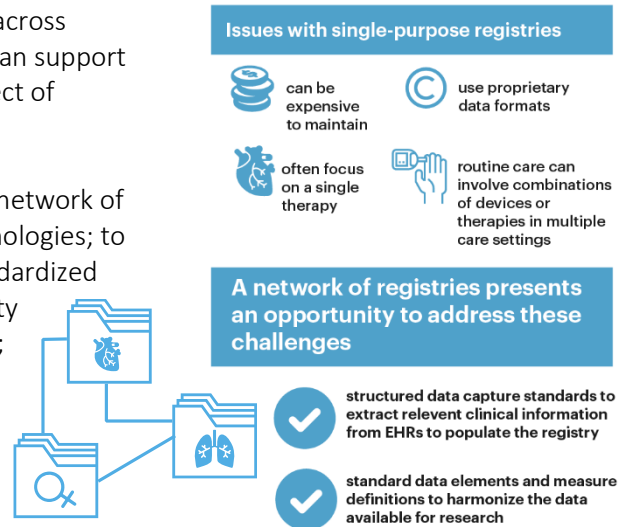 across
an support
ect of
network of
nologies; to
dardized
ty
;
Issues with single-purpose registries
can be
expensive
to maintain
use proprietary
data formats
often focus
on a single
therapy
routine care can
involve combinations
of devices or
therapies in multiple
care settings
A network of registries presents
an opportunity to address these
challenges
structured data capture standards to
extract relevent clinical information
from EHRs to populate the registry
standard data elements and measure
definitions to harmonize the data
available for research